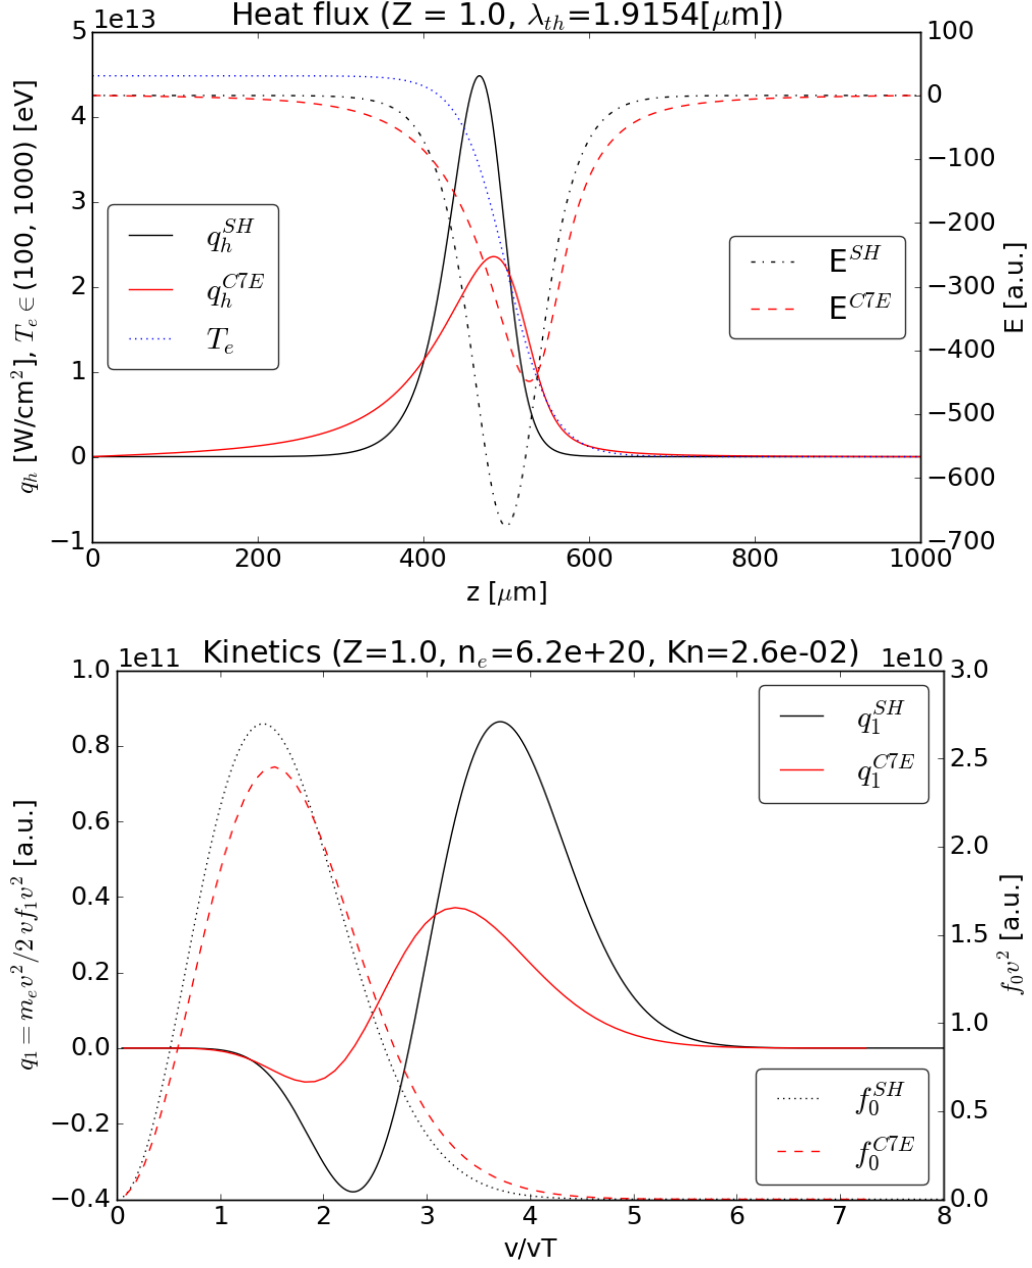 Heat flux (Z = 1.0, λ_th=1.9154[μm])
1e13
5
4
3
2
1
0
−1
100
0
−100
−200
−300
−400
−500
−600
−700
0 200 400 600 800 1000
z [μm]
q_h [W/cm²], T_e ∈ (100, 1000) [eV]
E [a.u.]
q_h^SH
q_h^C7E
T_e
E^SH
E^C7E
Kinetics (Z=1.0, n_e=6.2e+20, Kn=2.6e-02)
1e11
1e10
1.0
0.8
0.6
0.4
0.2
0.0
−0.2
−0.4
3.0
2.5
2.0
1.5
1.0
0.5
0.0
0 1 2 3 4 5 6 7 8
v/vT
q_1 = m_e v²/2 v f_1 v² [a.u.]
f_0 v² [a.u.]
q_1^SH
q_1^C7E
f_0^SH
f_0^C7E